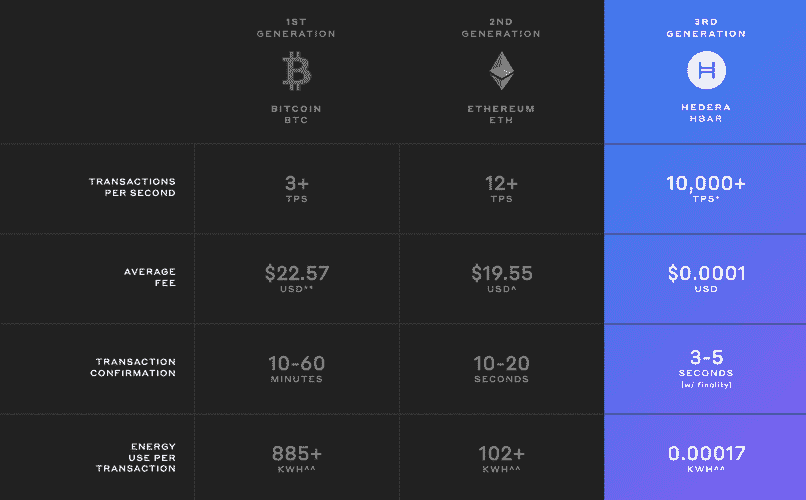 1ST
GENERATION
BITCOIN
BTC
2ND
GENERATION
ETHEREUM
ETH
3RD
GENERATION
HEDERA
HBAR
TRANSACTIONS
PER SECOND
3+
TPS
12+
TPS
10,000+
TPS*
AVERAGE
FEE
$22.57
USD**
$19.55
USD^
$0.0001
USD
TRANSACTION
CONFIRMATION
10-60
MINUTES
10-20
SECONDS
3-5
SECONDS
(w/ finality)
ENERGY
USE PER
TRANSACTION
885+
KWH^^
102+
KWH^^
0.00017
KWH^^